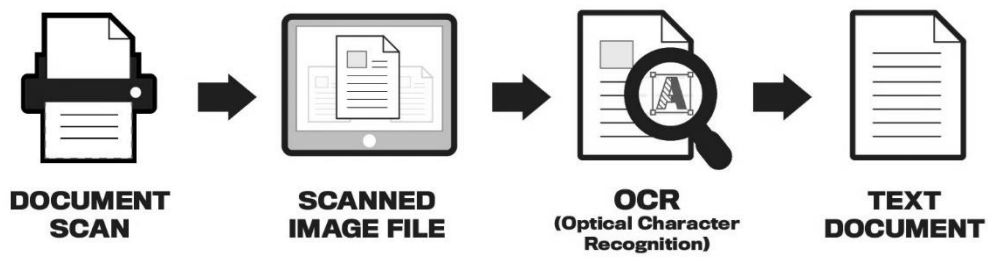 DOCUMENT
SCAN
SCANNED
IMAGE FILE
OCR
(Optical Character
Recognition)
A
TEXT
DOCUMENT